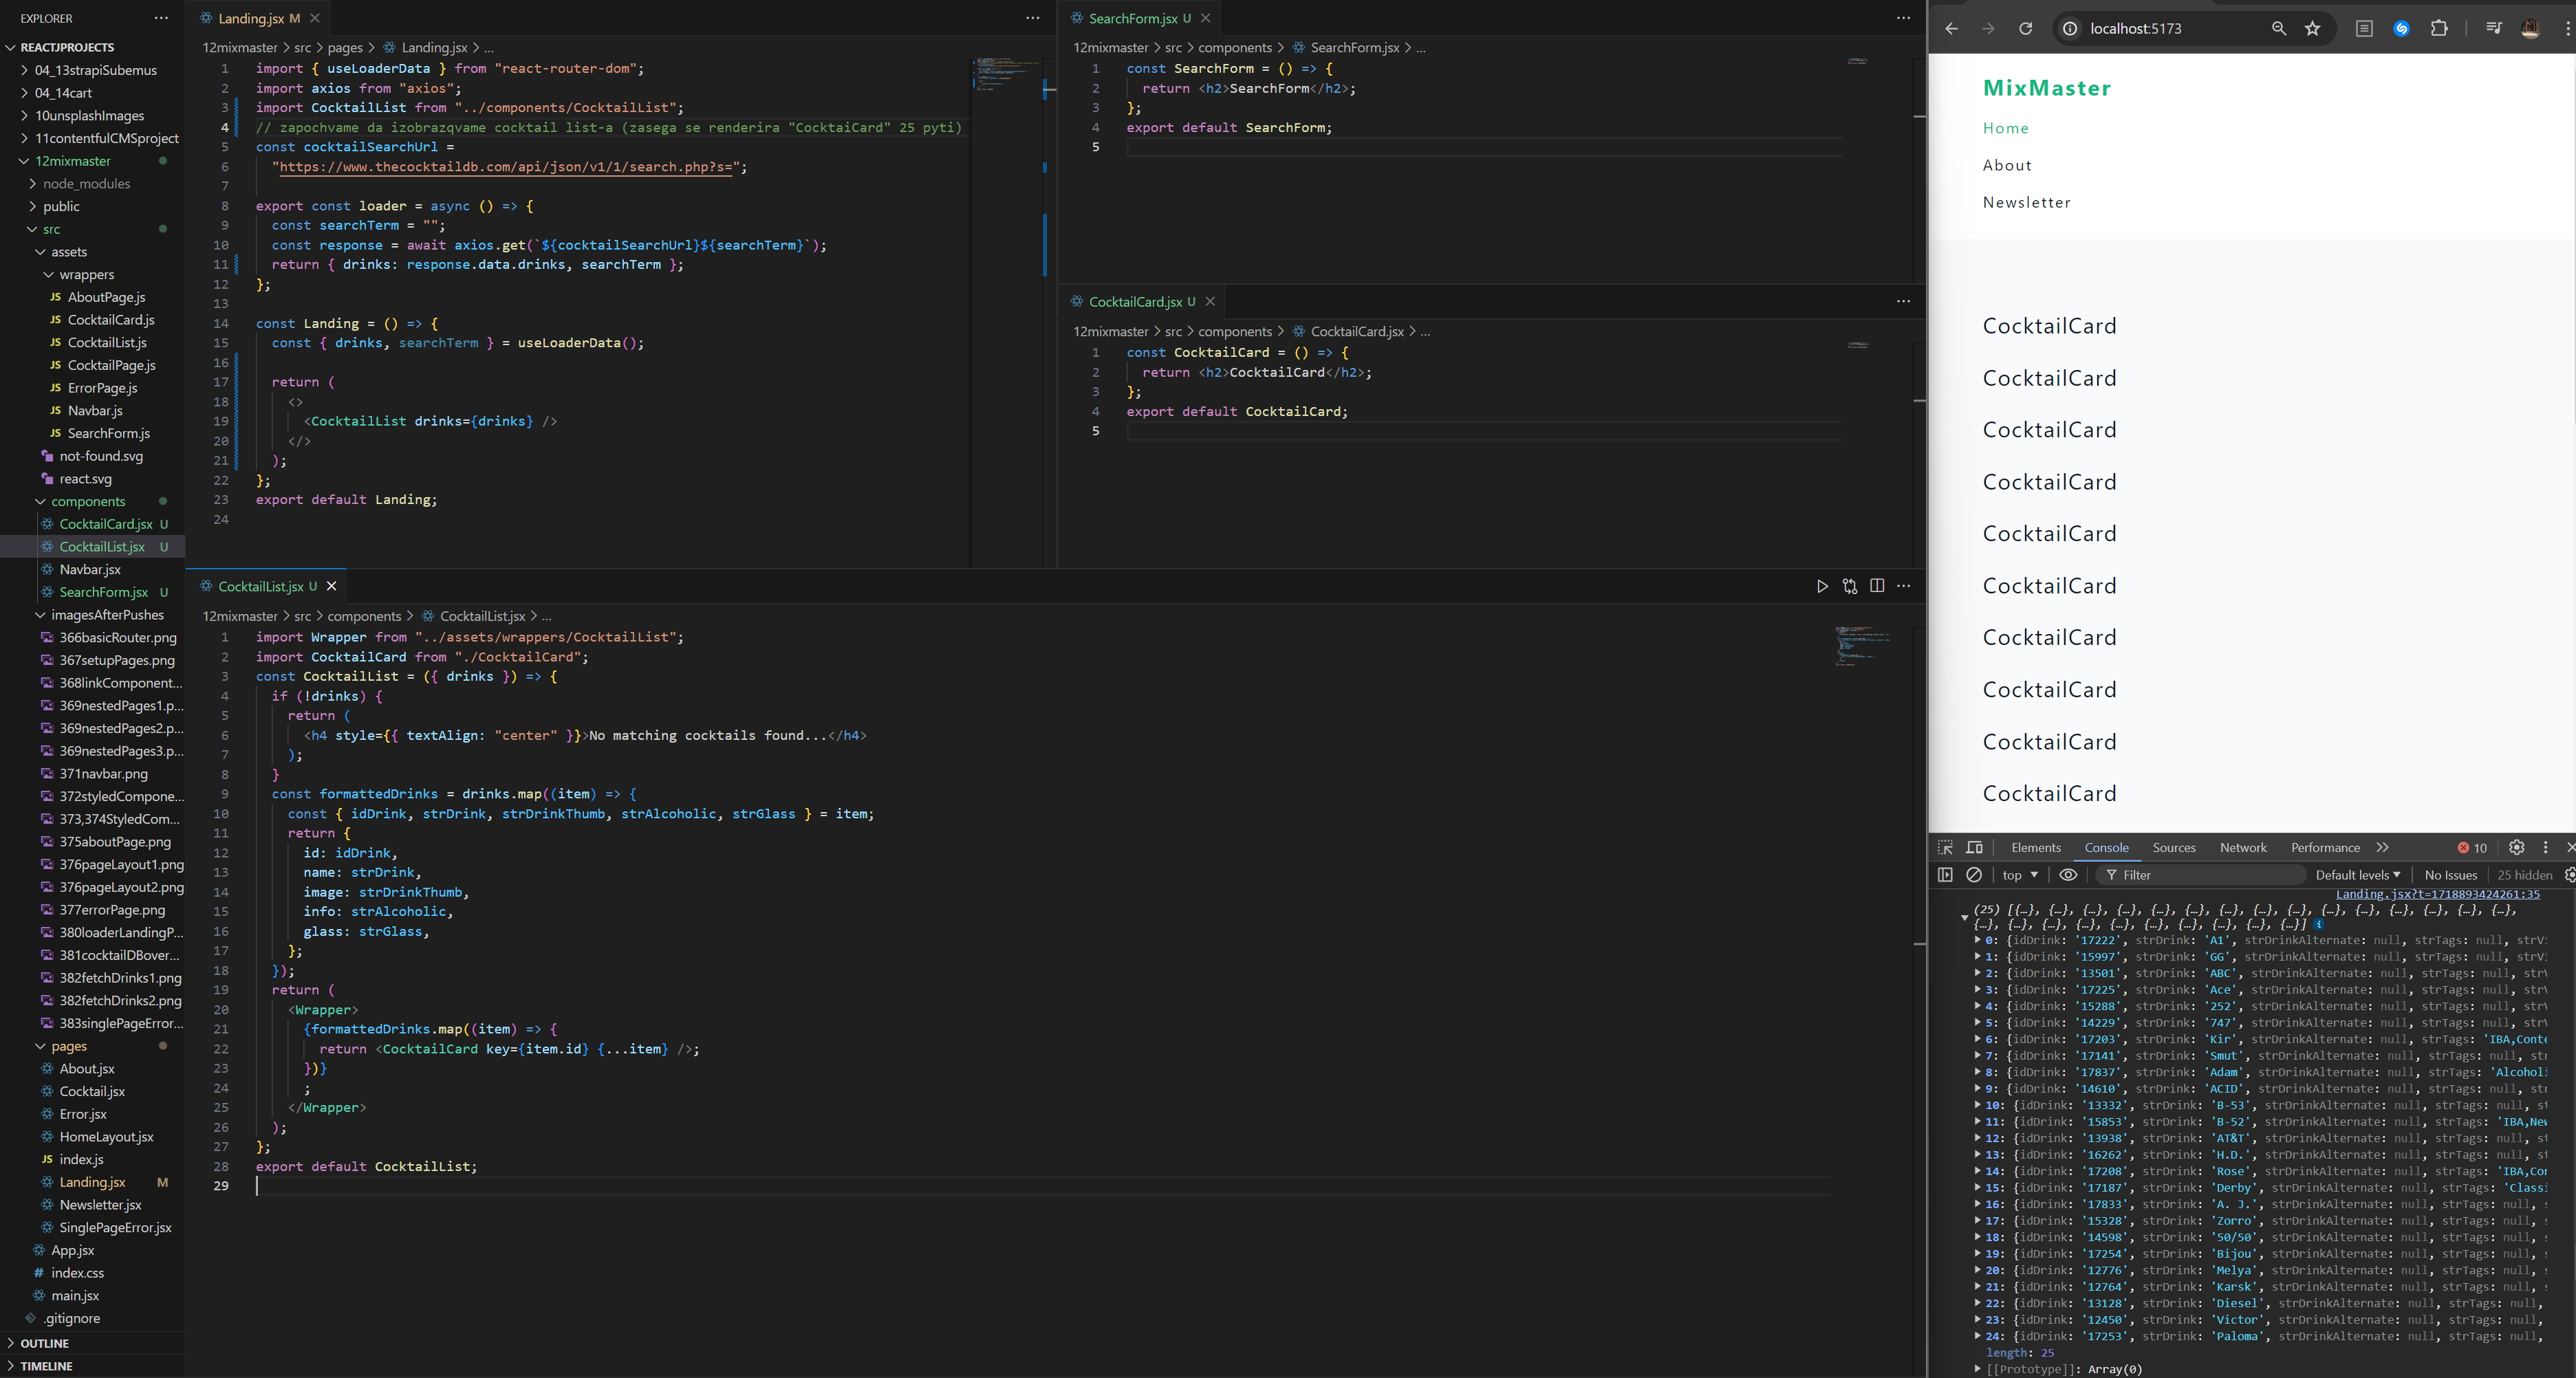 EXPLORER
REACTJPROJECTS
04_13strapiSubemus
04_14cart
10unsplashImages
11contentfulCMSproject
12mixmaster
node_modules
public
src
assets
wrappers
JS AboutPage.js
JS CocktailCard.js
JS CocktailList.js
JS CocktailPage.js
JS ErrorPage.js
JS Navbar.js
JS SearchForm.js
not-found.svg
react.svg
components
CocktailCard.jsx U
CocktailList.jsx U
Navbar.jsx
SearchForm.jsx U
imagesAfterPushes
366basicRouter.png
367setupPages.png
368linkComponent...
369nestedPages1.p...
369nestedPages2.p...
369nestedPages3.p...
371navbar.png
372styledCompone...
373,374StyledCom...
375aboutPage.png
376pageLayout1.png
376pageLayout2.png
377errorPage.png
380loaderLandingP...
381cocktailDBover...
382fetchDrinks1.png
382fetchDrinks2.png
383singlePageError...
pages
About.jsx
Cocktail.jsx
Error.jsx
HomeLayout.jsx
JS index.js
Landing.jsx M
Newsletter.jsx
SinglePageError.jsx
App.jsx
# index.css
main.jsx
.gitignore
OUTLINE
TIMELINE
Landing.jsx M
12mixmaster > src > pages > Landing.jsx > ...
1 import { useLoaderData } from "react-router-dom";
2 import axios from "axios";
3 import CocktailList from "../components/CocktailList";
4 // zapochvame da izobrazqvame cocktail list-a (zasega se renderira "CocktaiCard" 25 pyti)
5 const cocktailSearchUrl =
6 "https://www.thecocktaildb.com/api/json/v1/1/search.php?s=";
7
8 export const loader = async () => {
9 const searchTerm = "";
10 const response = await axios.get(`${cocktailSearchUrl}${searchTerm}`);
11 return { drinks: response.data.drinks, searchTerm };
12 };
13
14 const Landing = () => {
15 const { drinks, searchTerm } = useLoaderData();
16
17 return (
18 <>
19 <CocktailList drinks={drinks} />
20 </>
21 );
22 };
23 export default Landing;
24
SearchForm.jsx U
12mixmaster > src > components > SearchForm.jsx > ...
1 const SearchForm = () => {
2 return <h2>SearchForm</h2>;
3 };
4 export default SearchForm;
5
CocktailCard.jsx U
12mixmaster > src > components > CocktailCard.jsx > ...
1 const CocktailCard = () => {
2 return <h2>CocktailCard</h2>;
3 };
4 export default CocktailCard;
5
CocktailList.jsx U
12mixmaster > src > components > CocktailList.jsx > ...
1 import Wrapper from "../assets/wrappers/CocktailList";
2 import CocktailCard from "./CocktailCard";
3 const CocktailList = ({ drinks }) => {
4 if (!drinks) {
5 return (
6 <h4 style={{ textAlign: "center" }}>No matching cocktails found...</h4>
7 );
8 }
9 const formattedDrinks = drinks.map((item) => {
10 const { idDrink, strDrink, strDrinkThumb, strAlcoholic, strGlass } = item;
11 return {
12 id: idDrink,
13 name: strDrink,
14 image: strDrinkThumb,
15 info: strAlcoholic,
16 glass: strGlass,
17 };
18 });
19 return (
20 <Wrapper>
21 {formattedDrinks.map((item) => {
22 return <CocktailCard key={item.id} {...item} />;
23 })}
24 ;
25 </Wrapper>
26 );
27 };
28 export default CocktailList;
29
localhost:5173
MixMaster
Home
About
Newsletter
CocktailCard
CocktailCard
CocktailCard
CocktailCard
CocktailCard
CocktailCard
CocktailCard
CocktailCard
CocktailCard
CocktailCard
Elements Console Sources Network Performance 10
top Filter Default levels No Issues 25 hidden
Landing.jsx?t=1718893424261:35
(25) [{…}, {…}, {…}, {…}, {…}, {…}, {…}, {…}, {…}, {…}, {…}, {…}, {…}, {…},
{…}, {…}, {…}, {…}, {…}, {…}, {…}, {…}, {…}, {…}]
0: {idDrink: '17222', strDrink: 'A1', strDrinkAlternate: null, strTags: null, strVi
1: {idDrink: '15997', strDrink: 'GG', strDrinkAlternate: null, strTags: null, strVi
2: {idDrink: '13501', strDrink: 'ABC', strDrinkAlternate: null, strTags: null, strV
3: {idDrink: '17225', strDrink: 'Ace', strDrinkAlternate: null, strTags: null, strV
4: {idDrink: '15288', strDrink: '252', strDrinkAlternate: null, strTags: null, strV
5: {idDrink: '14229', strDrink: '747', strDrinkAlternate: null, strTags: null, strV
6: {idDrink: '17203', strDrink: 'Kir', strDrinkAlternate: null, strTags: 'IBA,Conte
7: {idDrink: '17141', strDrink: 'Smut', strDrinkAlternate: null, strTags: null, str
8: {idDrink: '17837', strDrink: 'Adam', strDrinkAlternate: null, strTags: 'Alcoholi
9: {idDrink: '14610', strDrink: 'ACID', strDrinkAlternate: null, strTags: null, str
10: {idDrink: '13332', strDrink: 'B-53', strDrinkAlternate: null, strTags: null, st
11: {idDrink: '15853', strDrink: 'B-52', strDrinkAlternate: null, strTags: 'IBA,New
12: {idDrink: '13938', strDrink: 'AT&T', strDrinkAlternate: null, strTags: null, st
13: {idDrink: '16262', strDrink: 'H.D.', strDrinkAlternate: null, strTags: null, st
14: {idDrink: '17208', strDrink: 'Rose', strDrinkAlternate: null, strTags: 'IBA,Con
15: {idDrink: '17187', strDrink: 'Derby', strDrinkAlternate: null, strTags: 'Classi
16: {idDrink: '17833', strDrink: 'A. J.', strDrinkAlternate: null, strTags: null, s
17: {idDrink: '15328', strDrink: 'Zorro', strDrinkAlternate: null, strTags: null, s
18: {idDrink: '14598', strDrink: '50/50', strDrinkAlternate: null, strTags: null, s
19: {idDrink: '17254', strDrink: 'Bijou', strDrinkAlternate: null, strTags: null, s
20: {idDrink: '12776', strDrink: 'Melya', strDrinkAlternate: null, strTags: null, s
21: {idDrink: '12764', strDrink: 'Karsk', strDrinkAlternate: null, strTags: null, s
22: {idDrink: '13128', strDrink: 'Diesel', strDrinkAlternate: null, strTags: null,
23: {idDrink: '12450', strDrink: 'Victor', strDrinkAlternate: null, strTags: null,
24: {idDrink: '17253', strDrink: 'Paloma', strDrinkAlternate: null, strTags: null,
length: 25
[[Prototype]]: Array(0)